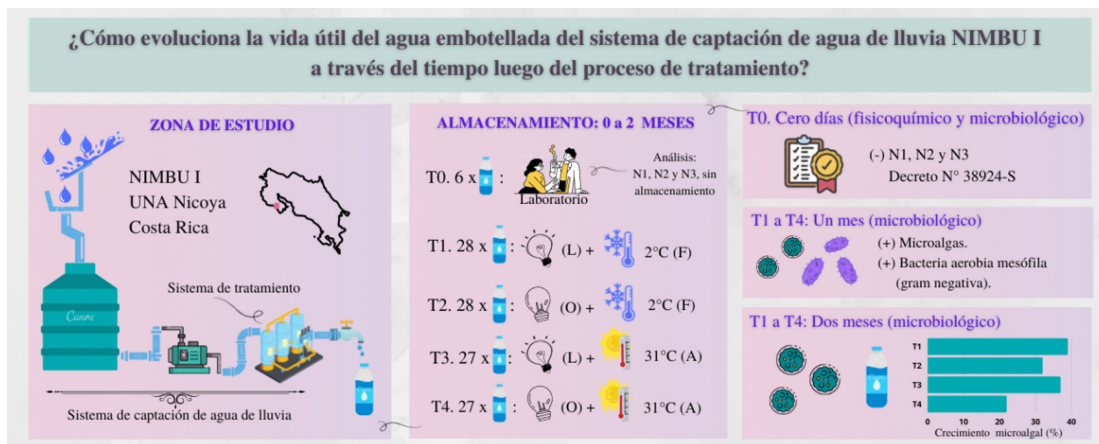 ¿Cómo evoluciona la vida útil del agua embotellada del sistema de captación de agua de lluvia NIMBU I
a través del tiempo luego del proceso de tratamiento?
ZONA DE ESTUDIO
NIMBU I
UNA Nicoya
Costa Rica
Canva
Sistema de tratamiento
Sistema de captación de agua de lluvia
ALMACENAMIENTO: 0 a 2 MESES
T0. 6 x :
Laboratorio
Análisis:
N1, N2 y N3, sin
almacenamiento
T1. 28 x : (L) + 2°C (F)
T2. 28 x : (O) + 2°C (F)
T3. 27 x : (L) + 31°C (A)
T4. 27 x : (O) + 31°C (A)
T0. Cero días (fisicoquímico y microbiológico)
(-) N1, N2 y N3
Decreto N° 38924-S
T1 a T4: Un mes (microbiológico)
(+) Microalgas.
(+) Bacteria aerobia mesófila
(gram negativa).
T1 a T4: Dos meses (microbiológico)
T1
T2
T3
T4
0 10 20 30 40
Crecimiento microalgal (%)